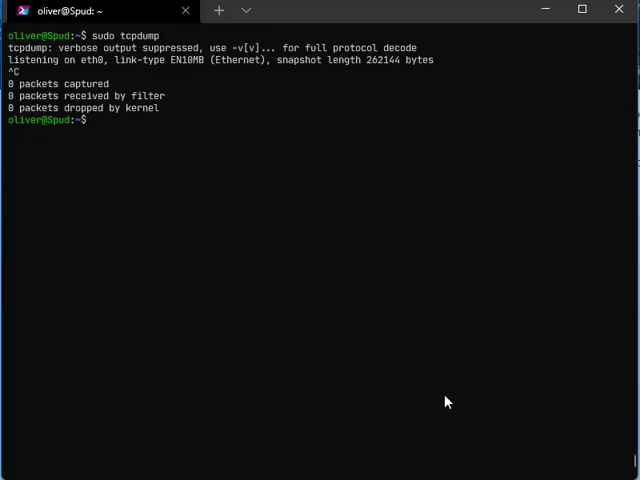 oliver@Spud: ~
oliver@Spud:~$ sudo tcpdump
tcpdump: verbose output suppressed, use -v[v]... for full protocol decode
listening on eth0, link-type EN10MB (Ethernet), snapshot length 262144 bytes
^C
0 packets captured
0 packets received by filter
0 packets dropped by kernel
oliver@Spud:~$